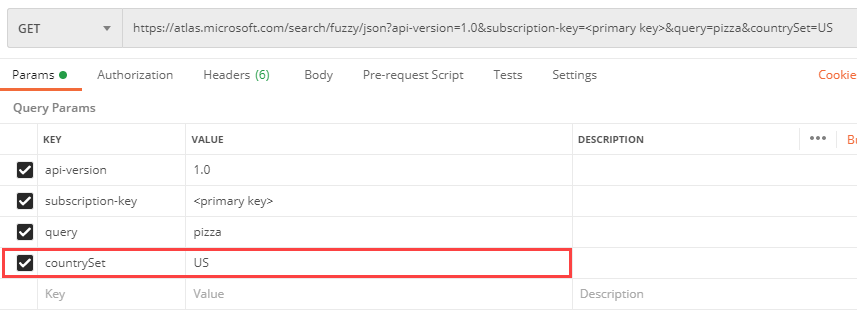 GET https://atlas.microsoft.com/search/fuzzy/json?api-version=1.0&subscription-key=<primary key>&query=pizza&countrySet=US
Params Authorization Headers (6) Body Pre-request Script Tests Settings Cookie
Query Params
KEY VALUE DESCRIPTION ••• Bu
api-version 1.0
subscription-key <primary key>
query pizza
countrySet US
Key Value Description